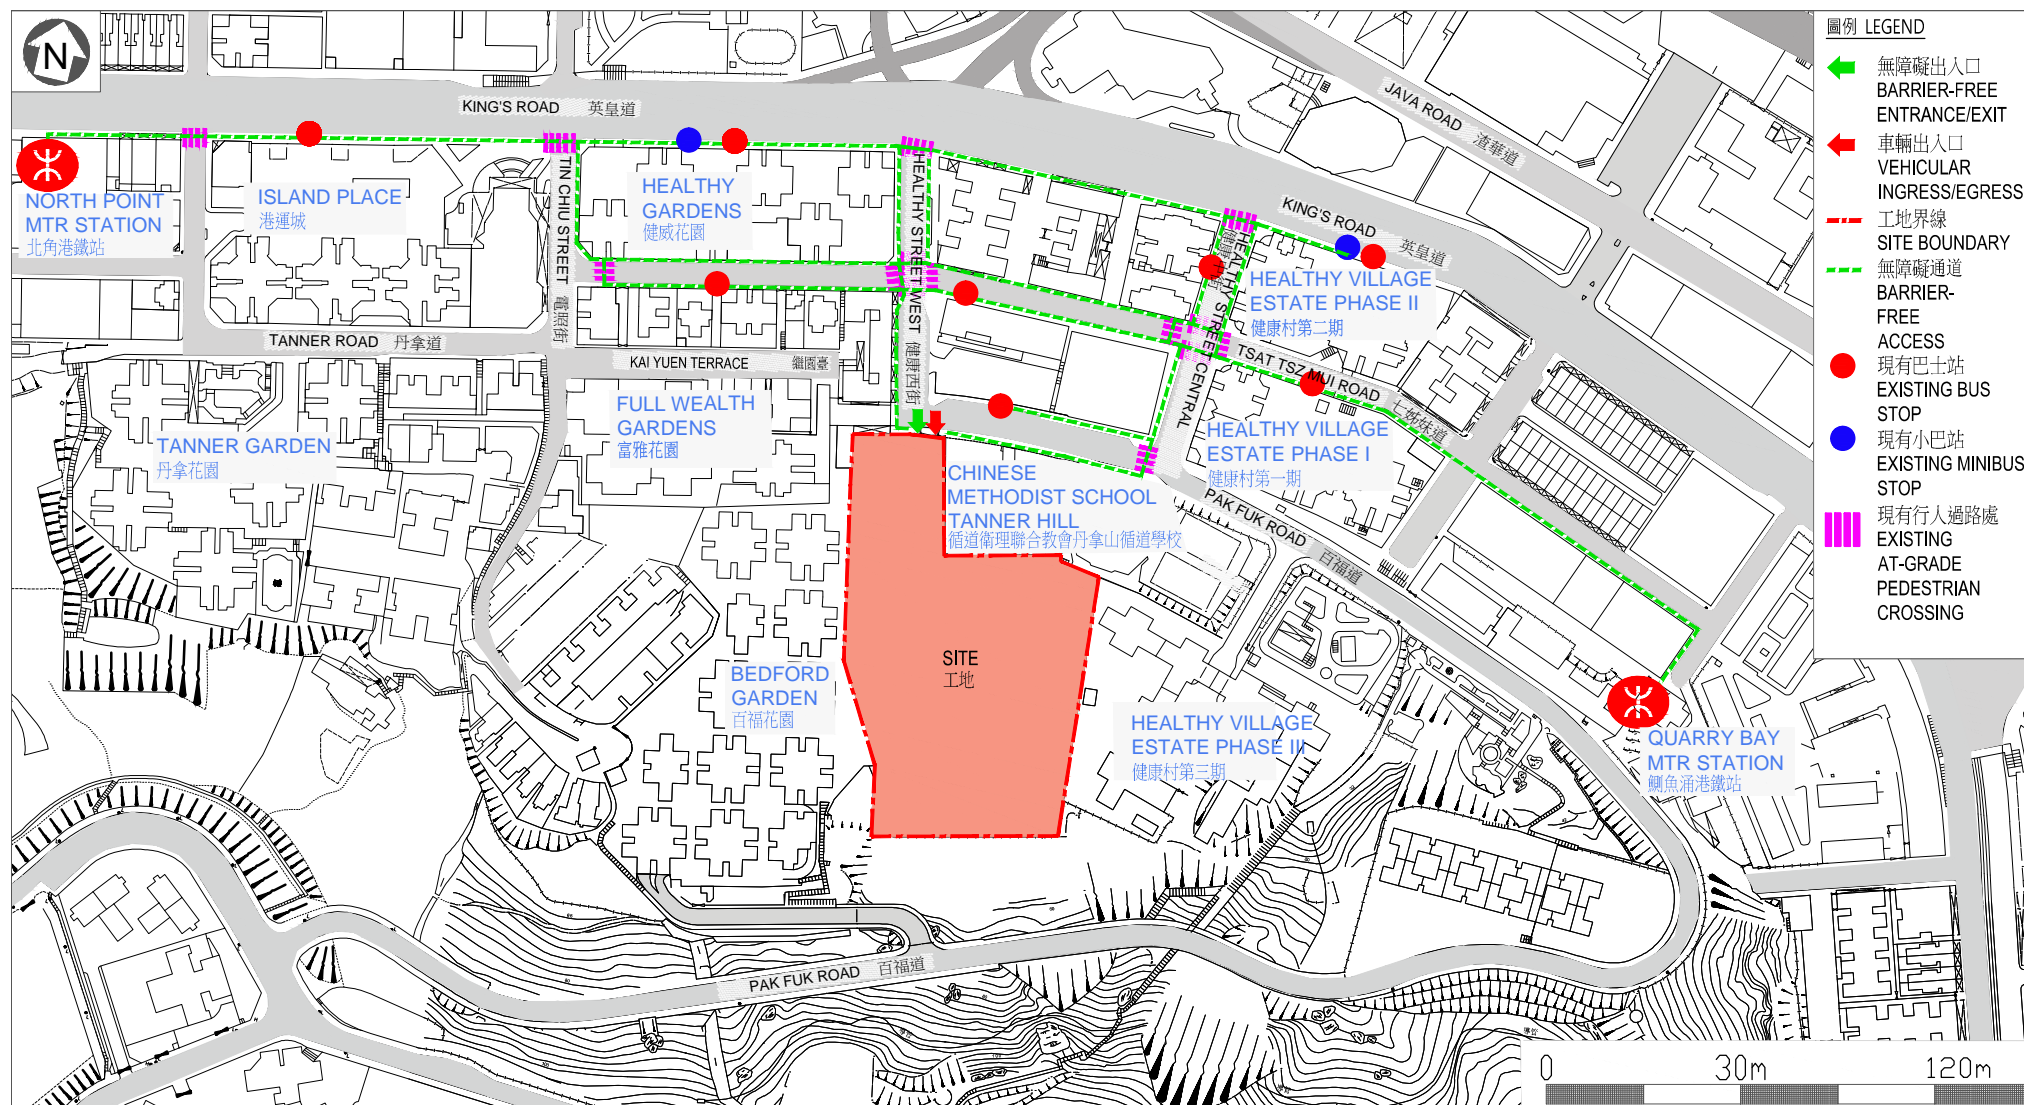 N
KING'S ROAD 英皇道
JAVA ROAD 渣華道
NORTH POINT
MTR STATION
北角港鐵站
ISLAND PLACE
港運城
TIN CHIU STREET 電照街
HEALTHY
GARDENS
健威花園
HEALTHY STREET WEST 健康西街
KING'S ROAD 英皇道
HEALTHY STREET CENTRAL
HEALTHY VILLAGE
ESTATE PHASE II
健康村第二期
TANNER ROAD 丹拿道
KAI YUEN TERRACE 繼園臺
TSAT TSZ MUI ROAD 七姊妹道
TANNER GARDEN
丹拿花園
FULL WEALTH
GARDENS
富雅花園
HEALTHY VILLAGE
ESTATE PHASE I
健康村第一期
CHINESE
METHODIST SCHOOL
TANNER HILL
循道衛理聯合教會丹拿山循道學校
PAK FUK ROAD 百福道
SITE
工地
BEDFORD
GARDEN
百福花園
HEALTHY VILLAGE
ESTATE PHASE III
健康村第三期
QUARRY BAY
MTR STATION
鰂魚涌港鐵站
PAK FUK ROAD 百福道
圖例 LEGEND
無障礙出入口
BARRIER-FREE
ENTRANCE/EXIT
車輛出入口
VEHICULAR
INGRESS/EGRESS
工地界線
SITE BOUNDARY
無障礙通道
BARRIER-
FREE
ACCESS
現有巴士站
EXISTING BUS
STOP
現有小巴站
EXISTING MINIBUS
STOP
現有行人過路處
EXISTING
AT-GRADE
PEDESTRIAN
CROSSING
0 30m 120m